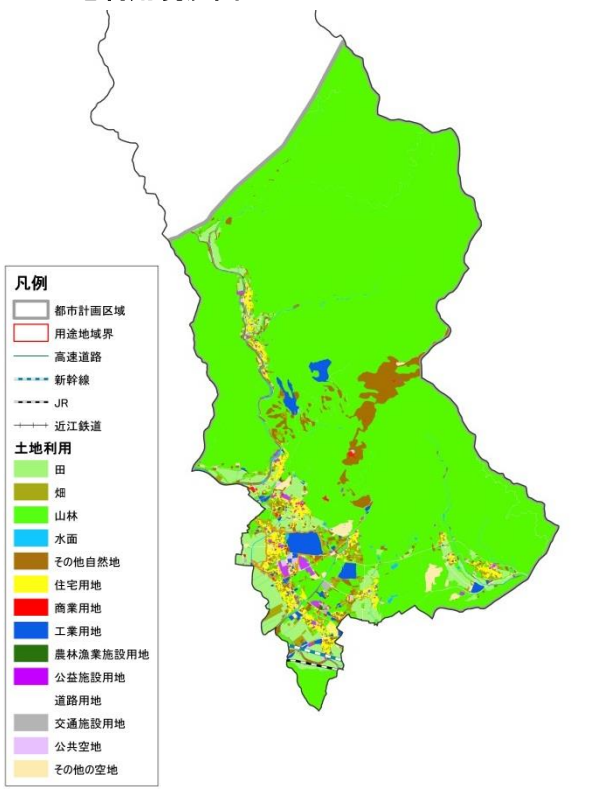 凡例
都市計画区域
用途地域界
高速道路
新幹線
JR
近江鉄道
土地利用
田
畑
山林
水面
その他自然地
住宅用地
商業用地
工業用地
農林漁業施設用地
公益施設用地
道路用地
交通施設用地
公共空地
その他の空地